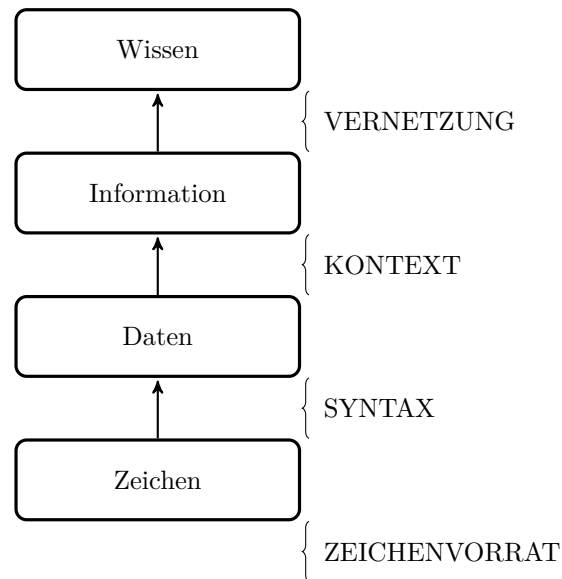 Wissen
VERNETZUNG
Information
KONTEXT
Daten
SYNTAX
Zeichen
ZEICHENVORRAT